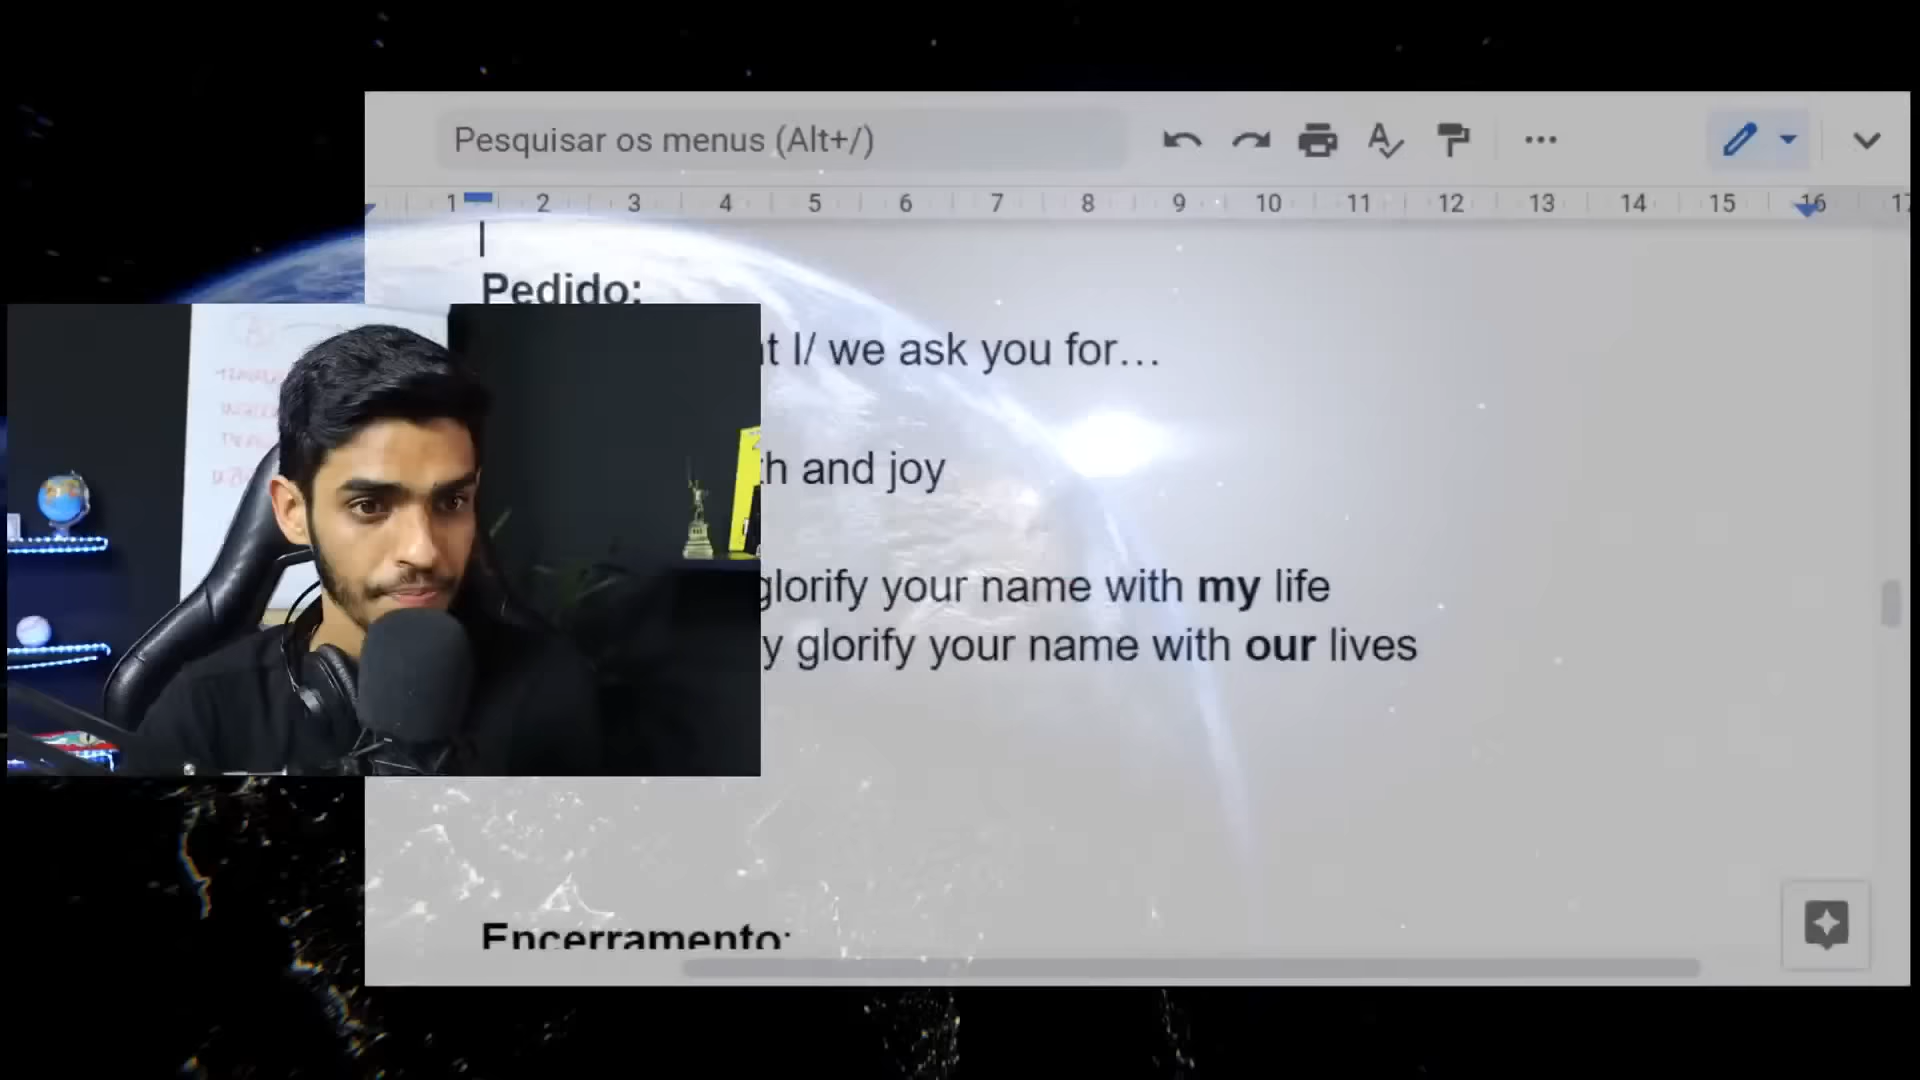 Pesquisar os menus (Alt+/)
1 2 3 4 5 6 7 8 9 10 11 12 13 14 15 16 17
Pedido:
I/ we ask you for…
and joy
glorify your name with my life
glorify your name with our lives
Encerramento: